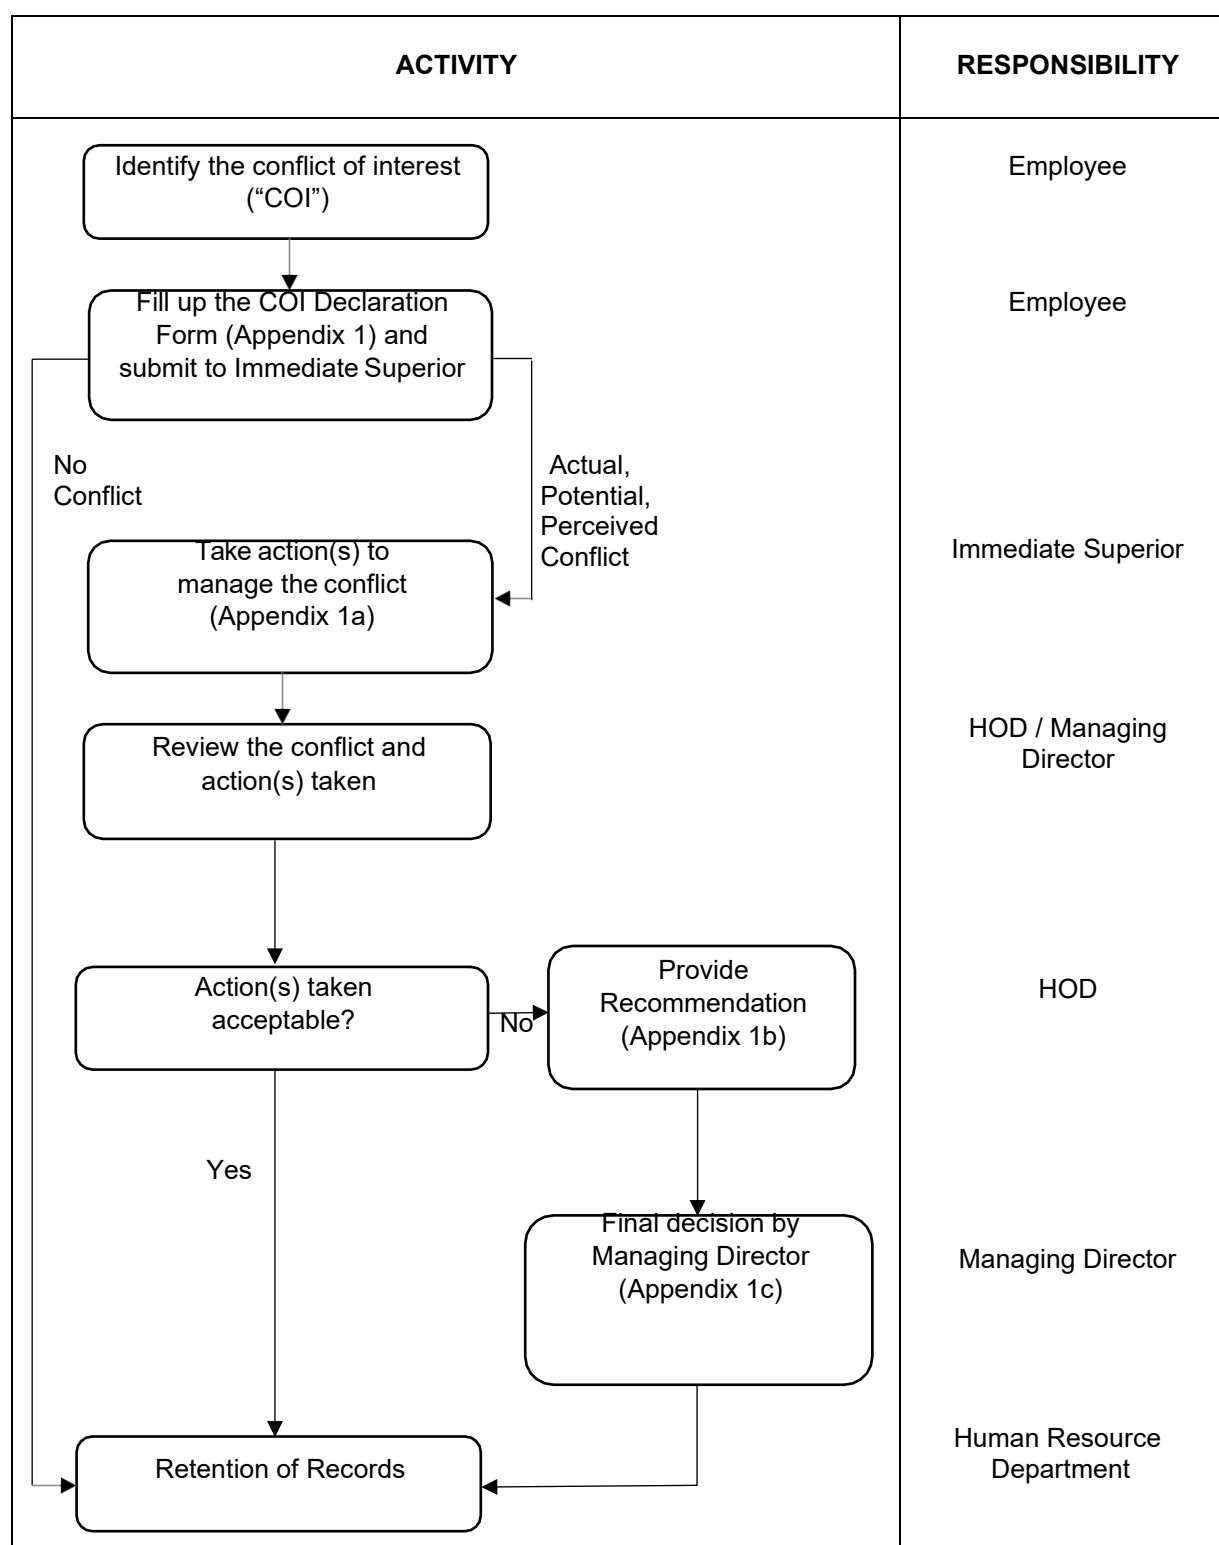 ACTIVITY
RESPONSIBILITY
Identify the conflict of interest
(“COI”)
Employee
Fill up the COI Declaration
Form (Appendix 1) and
submit to Immediate Superior
Employee
No
Conflict
Actual,
Potential,
Perceived
Conflict
Take action(s) to
manage the conflict
(Appendix 1a)
Immediate Superior
Review the conflict and
action(s) taken
HOD / Managing
Director
Action(s) taken
acceptable?
No
Provide
Recommendation
(Appendix 1b)
HOD
Yes
Final decision by
Managing Director
(Appendix 1c)
Managing Director
Retention of Records
Human Resource
Department